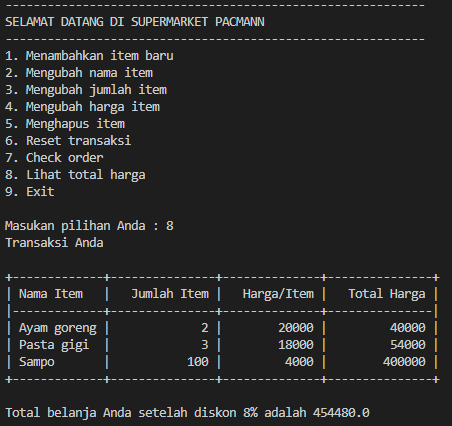 ------------------------------------------------------------
SELAMAT DATANG DI SUPERMARKET PACMANN
------------------------------------------------------------
1. Menambahkan item baru
2. Mengubah nama item
3. Mengubah jumlah item
4. Mengubah harga item
5. Menghapus item
6. Reset transaksi
7. Check order
8. Lihat total harga
9. Exit
Masukan pilihan Anda : 8
Transaksi Anda
+-------------+---------------+--------------+---------------+
| Nama Item   |   Jumlah Item |   Harga/Item |   Total Harga |
|-------------+---------------+--------------+---------------|
| Ayam goreng |             2 |        20000 |         40000 |
| Pasta gigi  |             3 |        18000 |         54000 |
| Sampo       |           100 |         4000 |        400000 |
+-------------+---------------+--------------+---------------+
Total belanja Anda setelah diskon 8% adalah 454480.0